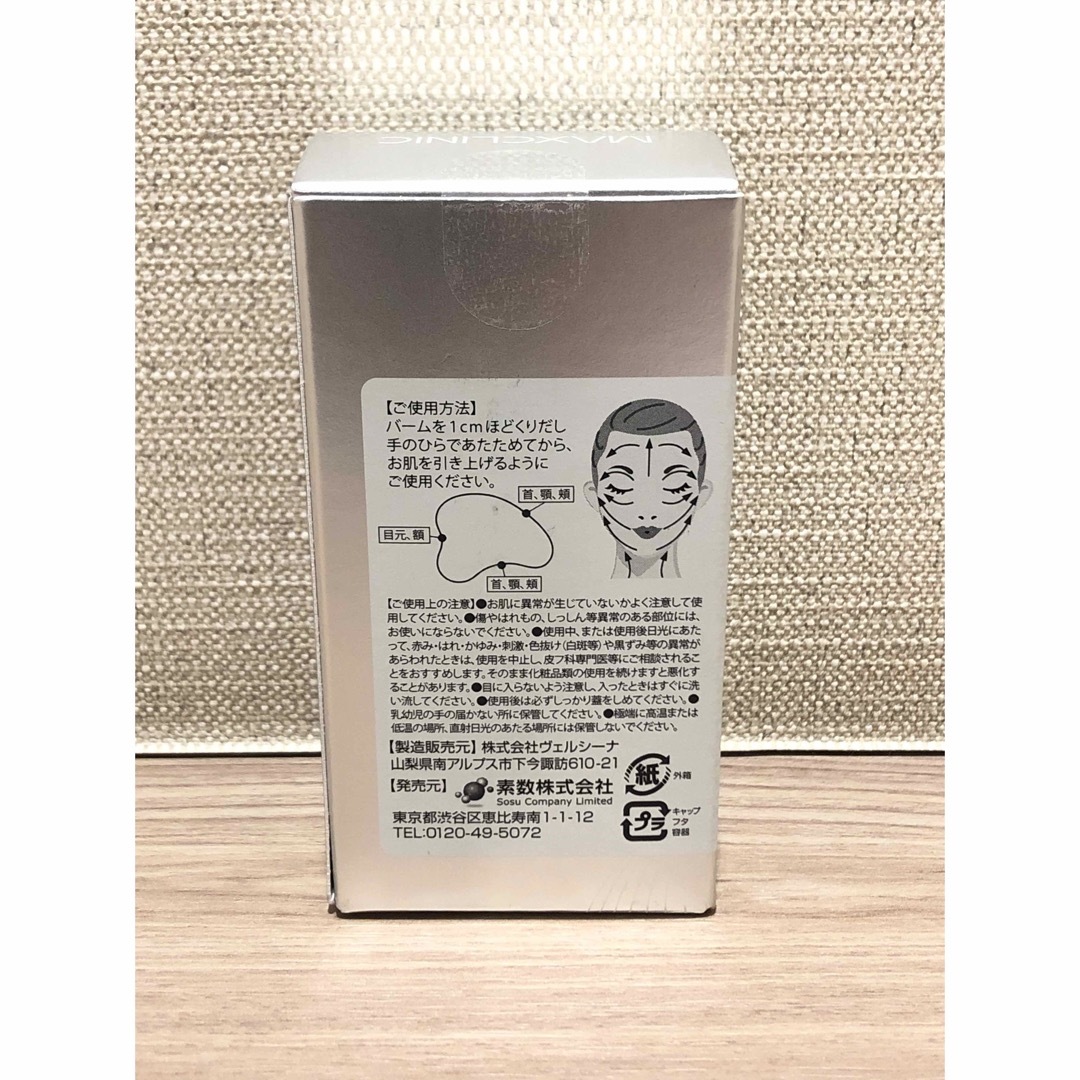 MAXCLINIC
【ご使用方法】
バームを1cmほどくりだし
手のひらであたためてから、
お肌を引き上げるように
ご使用ください。
首、顎、頬
目元、額
首、顎、頬
【ご使用上の注意】●お肌に異常が生じていないかよく注意して使
用してください。●傷やはれもの、しっしん等異常のある部位には、
お使いにならないでください。●使用中、または使用後日光にあた
って、赤み・はれ・かゆみ・刺激・色抜け(白斑等)や黒ずみ等の異常が
あらわれたときは、使用を中止し、皮フ科専門医等にご相談されるこ
とをおすすめします。そのまま化粧品類の使用を続けますと悪化す
ることがあります。●目に入らないよう注意し、入ったときはすぐに洗
い流してください。●使用後は必ずしっかり蓋をしめてください。●
乳幼児の手の届かない所に保管してください。●極端に高温または
低温の場所、直射日光のあたる場所には保管しないでください。
【製造販売元】株式会社ヴェルシーナ
山梨県南アルプス市下今諏訪610-21
【発売元】素数株式会社
Sosu Company Limited
東京都渋谷区恵比寿南1-1-12
TEL:0120-49-5072
紙 外箱
プラ キャップ
フタ
容器